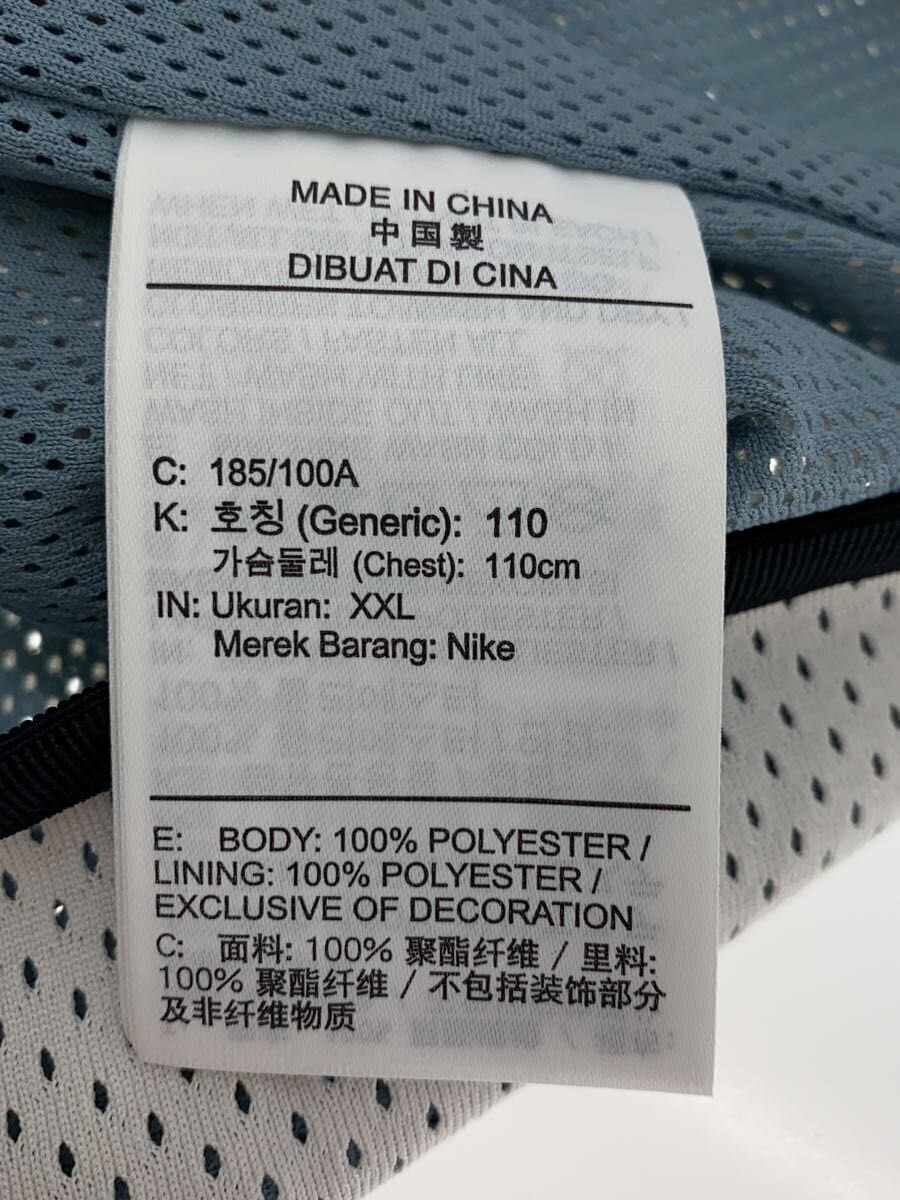 MADE IN CHINA
中国製
DIBUAT DI CINA
C: 185/100A
K: 호칭 (Generic): 110
가슴둘레 (Chest): 110cm
IN: Ukuran: XXL
Merek Barang: Nike
E: BODY: 100% POLYESTER /
LINING: 100% POLYESTER /
EXCLUSIVE OF DECORATION
C: 面料: 100% 聚酯纤维 / 里料:
100% 聚酯纤维 / 不包括装饰部分
及非纤维物质